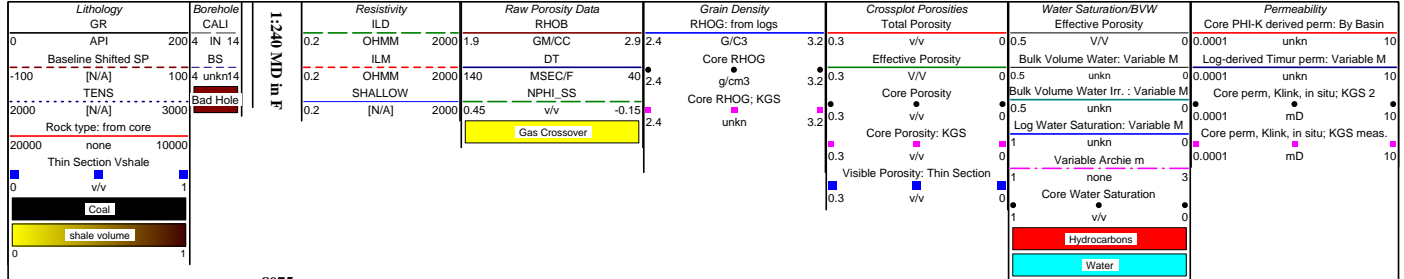 Lithology
GR
0 API 200
Baseline Shifted SP
-100 [N/A] 100
TENS
2000 [N/A] 3000
Rock type: from core
20000 none 10000
Thin Section Vshale
0 v/v 1
Coal
shale volume
0 1
Borehole
CALI
4 IN 14
BS
4 unkn14
Bad Hole
1:240 MD in F
Resistivity
ILD
0.2 OHMM 2000
ILM
0.2 OHMM 2000
SHALLOW
0.2 [N/A] 2000
Raw Porosity Data
RHOB
1.9 GM/CC 2.9
DT
140 MSEC/F 40
NPHI_SS
0.45 v/v -0.15
Gas Crossover
Grain Density
RHOG: from logs
2.4 G/C3 3.2
Core RHOG
2.4 g/cm3 3.2
Core RHOG; KGS
2.4 unkn 3.2
Crossplot Porosities
Total Porosity
0.3 v/v 0
Effective Porosity
0.3 V/V 0
Core Porosity
0.3 v/v 0
Core Porosity: KGS
0.3 v/v 0
Visible Porosity: Thin Section
0.3 v/v 0
Water Saturation/BVW
Effective Porosity
0.5 V/V 0
Bulk Volume Water: Variable M
0.5 unkn 0
Bulk Volume Water Irr. : Variable M
0.5 unkn 0
Log Water Saturation: Variable M
1 unkn 0
Variable Archie m
1 none 3
Core Water Saturation
1 v/v 0
Hydrocarbons
Water
Permeability
Core PHI-K derived perm: By Basin
0.0001 unkn 10
Log-derived Timur perm: Variable M
0.0001 unkn 10
Core perm, Klink, in situ; KGS 2
0.0001 mD 10
Core perm, Klink, in situ; KGS meas.
0.0001 mD 10